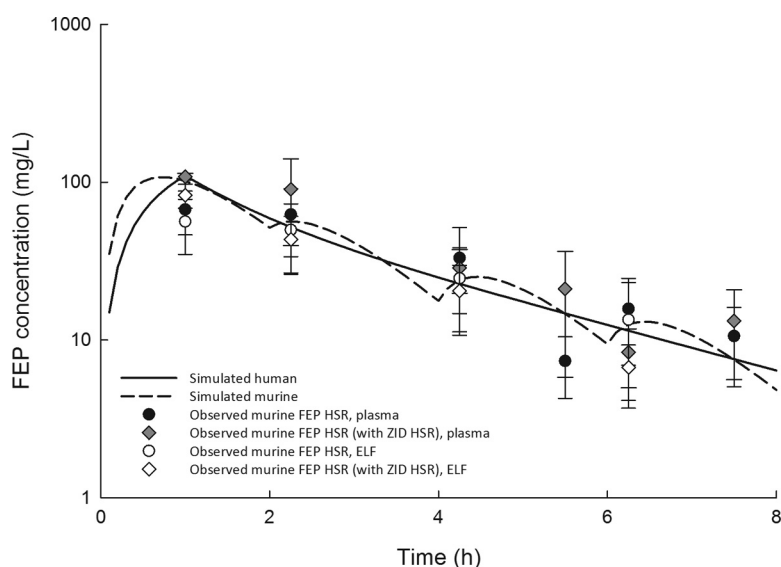 1000
100
10
1
FEP concentration (mg/L)
Simulated human
Simulated murine
Observed murine FEP HSR, plasma
Observed murine FEP HSR (with ZID HSR), plasma
Observed murine FEP HSR, ELF
Observed murine FEP HSR (with ZID HSR), ELF
0 2 4 6 8
Time (h)